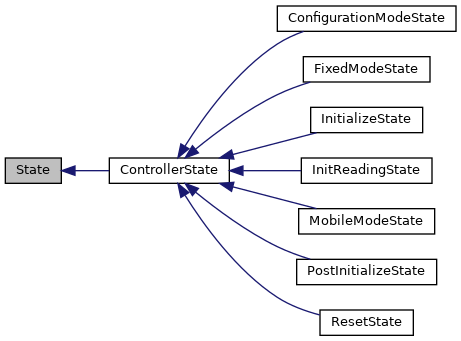 ConfigurationModeState
FixedModeState
InitializeState
State
ControllerState
InitReadingState
MobileModeState
PostInitializeState
ResetState